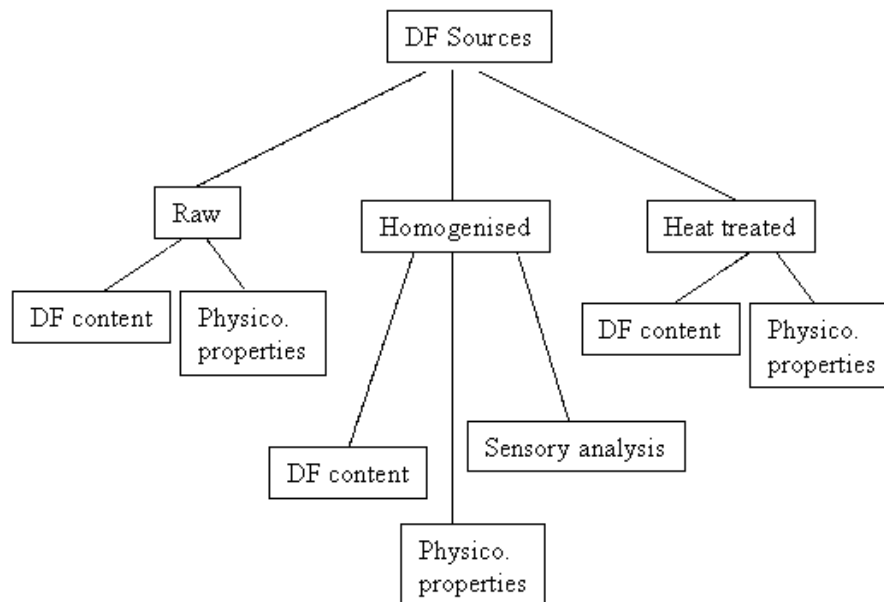 DF Sources
Raw
Homogenised
Heat treated
DF content
Physico.
properties
DF content
Physico.
properties
DF content
Sensory analysis
Physico.
properties